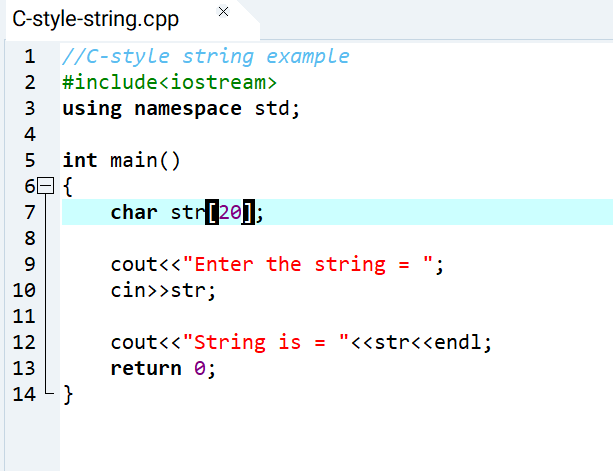 C-style-string.cpp ×
1 //C-style string example
2 #include<iostream>
3 using namespace std;
4
5 int main()
6 {
7     char str[20];
8
9     cout<<"Enter the string = ";
10     cin>>str;
11
12     cout<<"String is = "<<str<<endl;
13     return 0;
14 }